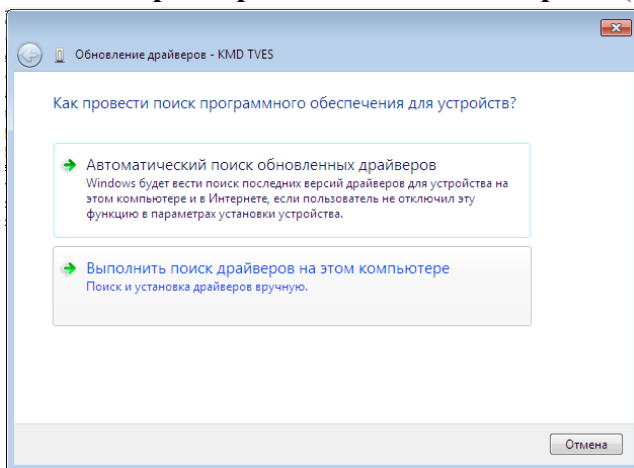 Обновление драйверов - KMD TVES
Как провести поиск программного обеспечения для устройств?
Автоматический поиск обновленных драйверов
Windows будет вести поиск последних версий драйверов для устройства на
этом компьютере и в Интернете, если пользователь не отключил эту
функцию в параметрах установки устройства.
Выполнить поиск драйверов на этом компьютере
Поиск и установка драйверов вручную.
Отмена